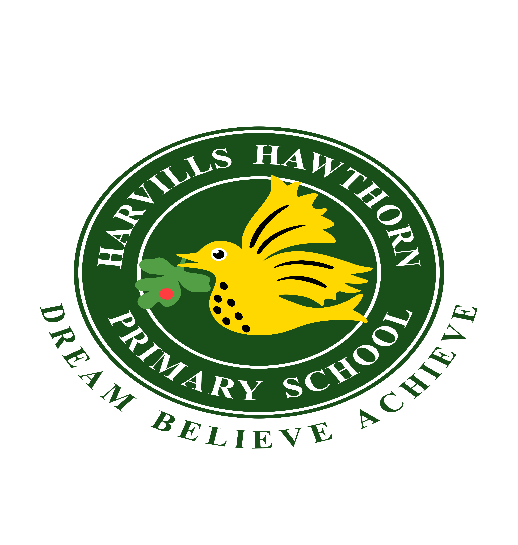 HARVILLS HAWTHORN
PRIMARY SCHOOL
DREAM BELIEVE ACHIEVE